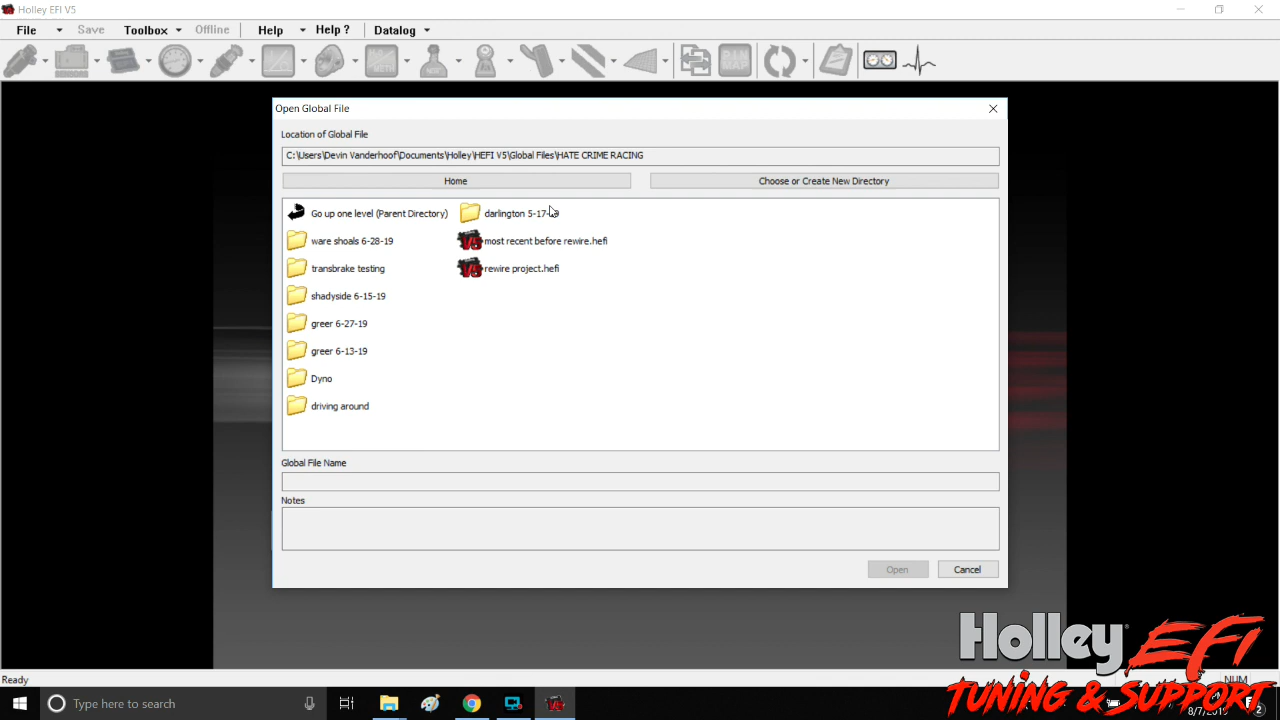 Holley EFI V5
File Save Toolbox Offline Help Help ? Datalog
Open Global File
Location of Global File
C:\Users\Devin Vanderhoof\Documents\Holley\HEFI V5\Global Files\HATE CRIME RACING
Home Choose or Create New Directory
Go up one level (Parent Directory) darlington 5-17-
ware shoals 6-28-19 most recent before rewire.hefi
transbrake testing rewire project.hefi
shadyside 6-15-19
greer 6-27-19
greer 6-13-19
Dyno
driving around
Global File Name
Notes
Open Cancel
Holley EFI
TUNING & SUPPORT
Ready NUM
Type here to search